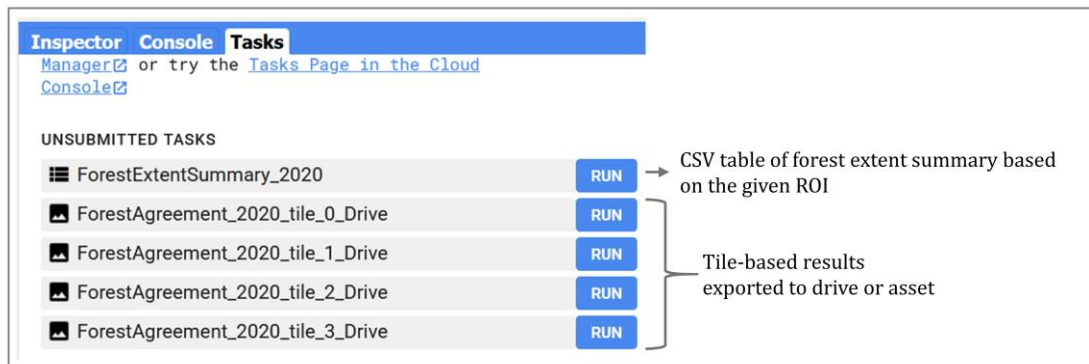 Inspector Console Tasks
Manager or try the Tasks Page in the Cloud
Console
UNSUBMITTED TASKS
ForestExtentSummary_2020 RUN
CSV table of forest extent summary based
on the given ROI
ForestAgreement_2020_tile_0_Drive RUN
ForestAgreement_2020_tile_1_Drive RUN
ForestAgreement_2020_tile_2_Drive RUN
ForestAgreement_2020_tile_3_Drive RUN
Tile-based results
exported to drive or asset